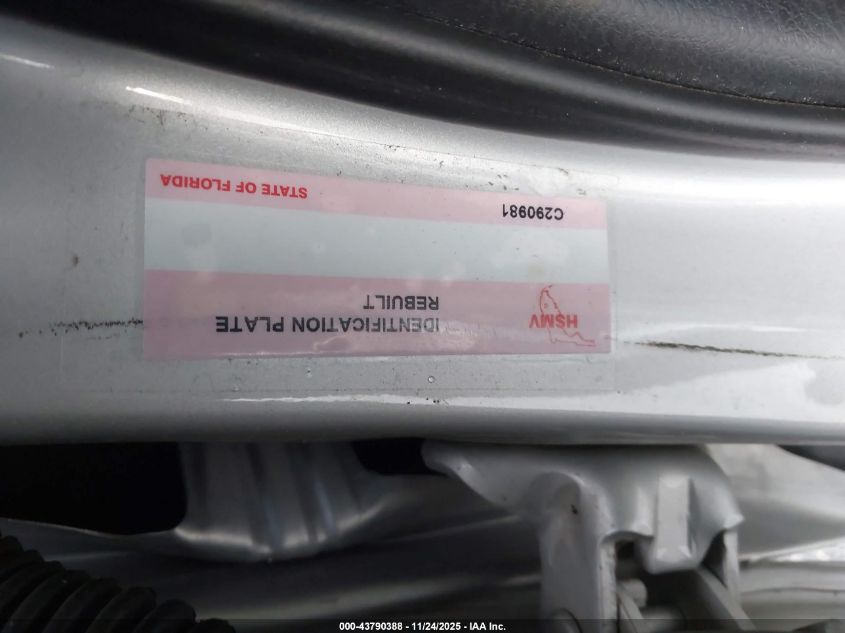 HSMV
IDENTIFICATION PLATE
REBUILT
C290981
STATE OF FLORIDA
000-43790388 - 11/24/2025 - IAA Inc.